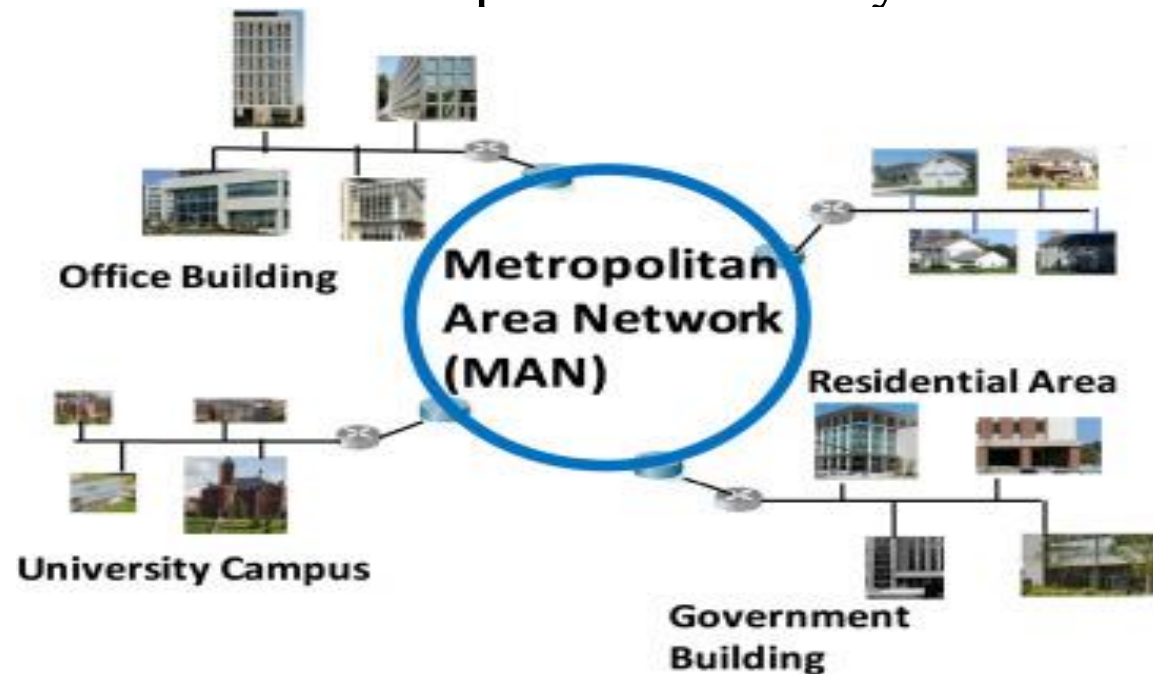 Office Building
Metropolitan
Area Network
(MAN)
Residential Area
University Campus
Government
Building